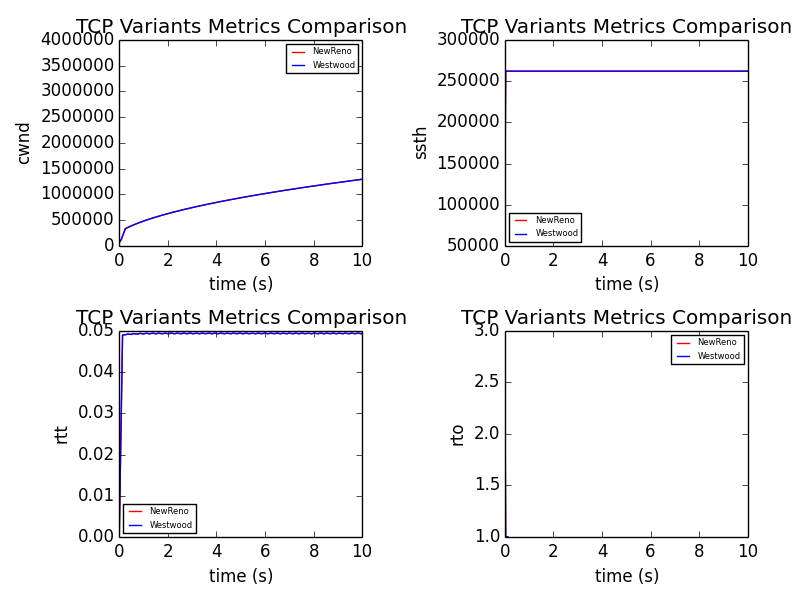 TCP Variants Metrics Comparison
4000000
3500000
3000000
2500000
2000000
1500000
1000000
500000
0
cwnd
NewReno
Westwood
0 2 4 6 8 10
time (s)
TCP Variants Metrics Comparison
300000
250000
200000
150000
100000
50000
ssth
NewReno
Westwood
0 2 4 6 8 10
time (s)
TCP Variants Metrics Comparison
0.05
0.04
0.03
0.02
0.01
0.00
rtt
NewReno
Westwood
0 2 4 6 8 10
time (s)
TCP Variants Metrics Comparison
3.0
2.5
2.0
1.5
1.0
rto
NewReno
Westwood
0 2 4 6 8 10
time (s)